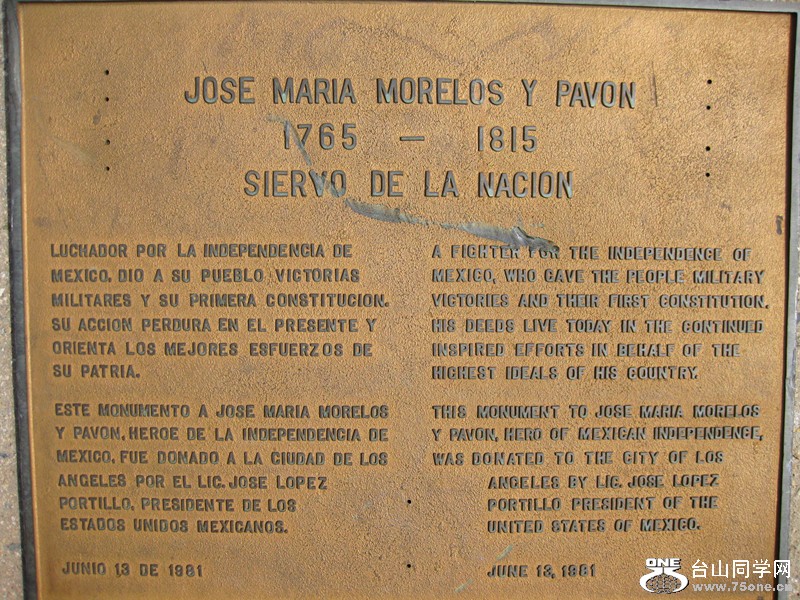 JOSE MARIA MORELOS Y PAVON
1765 — 1815
SIERVO DE LA NACION
LUCHADOR POR LA INDEPENDENCIA DE
MEXICO. DIO A SU PUEBLO VICTORIAS
MILITARES Y SU PRIMERA CONSTITUCION.
SU ACCION PERDURA EN EL PRESENTE Y
ORIENTA LOS MEJORES ESFUERZOS DE
SU PATRIA.
ESTE MONUMENTO A JOSE MARIA MORELOS
Y PAVON, HEROE DE LA INDEPENDENCIA DE
MEXICO, FUE DONADO A LA CIUDAD DE LOS
ANGELES POR EL LIC. JOSE LOPEZ
PORTILLO, PRESIDENTE DE LOS
ESTADOS UNIDOS MEXICANOS.
JUNIO 13 DE 1981
A FIGHTER FOR THE INDEPENDENCE OF
MEXICO, WHO GAVE THE PEOPLE MILITARY
VICTORIES AND THEIR FIRST CONSTITUTION.
HIS DEEDS LIVE TODAY IN THE CONTINUED
INSPIRED EFFORTS IN BEHALF OF THE
HIGHEST IDEALS OF HIS COUNTRY.
THIS MONUMENT TO JOSE MARIA MORELOS
Y PAVON, HERO OF MEXICAN INDEPENDENCE,
WAS DONATED TO THE CITY OF LOS
ANGELES BY LIC. JOSE LOPEZ
PORTILLO PRESIDENT OF THE
UNITED STATES OF MEXICO.
JUNE 13, 1981
ONE 台山同学网
www.75one.cn